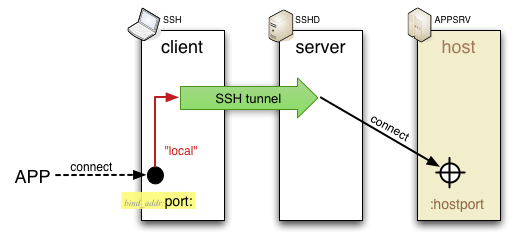 SSH
SSHD
APPSRV
client
server
host
SSH tunnel
connect
"local"
connect
APP
bind_addr:port:
:hostport